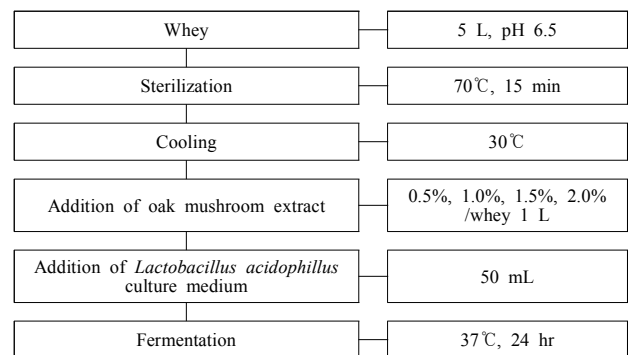 Whey
5 L, pH 6.5
Sterilization
70℃, 15 min
Cooling
30℃
Addition of oak mushroom extract
0.5%, 1.0%, 1.5%, 2.0%
/whey 1 L
Addition of Lactobacillus acidophillus
culture medium
50 mL
Fermentation
37℃, 24 hr